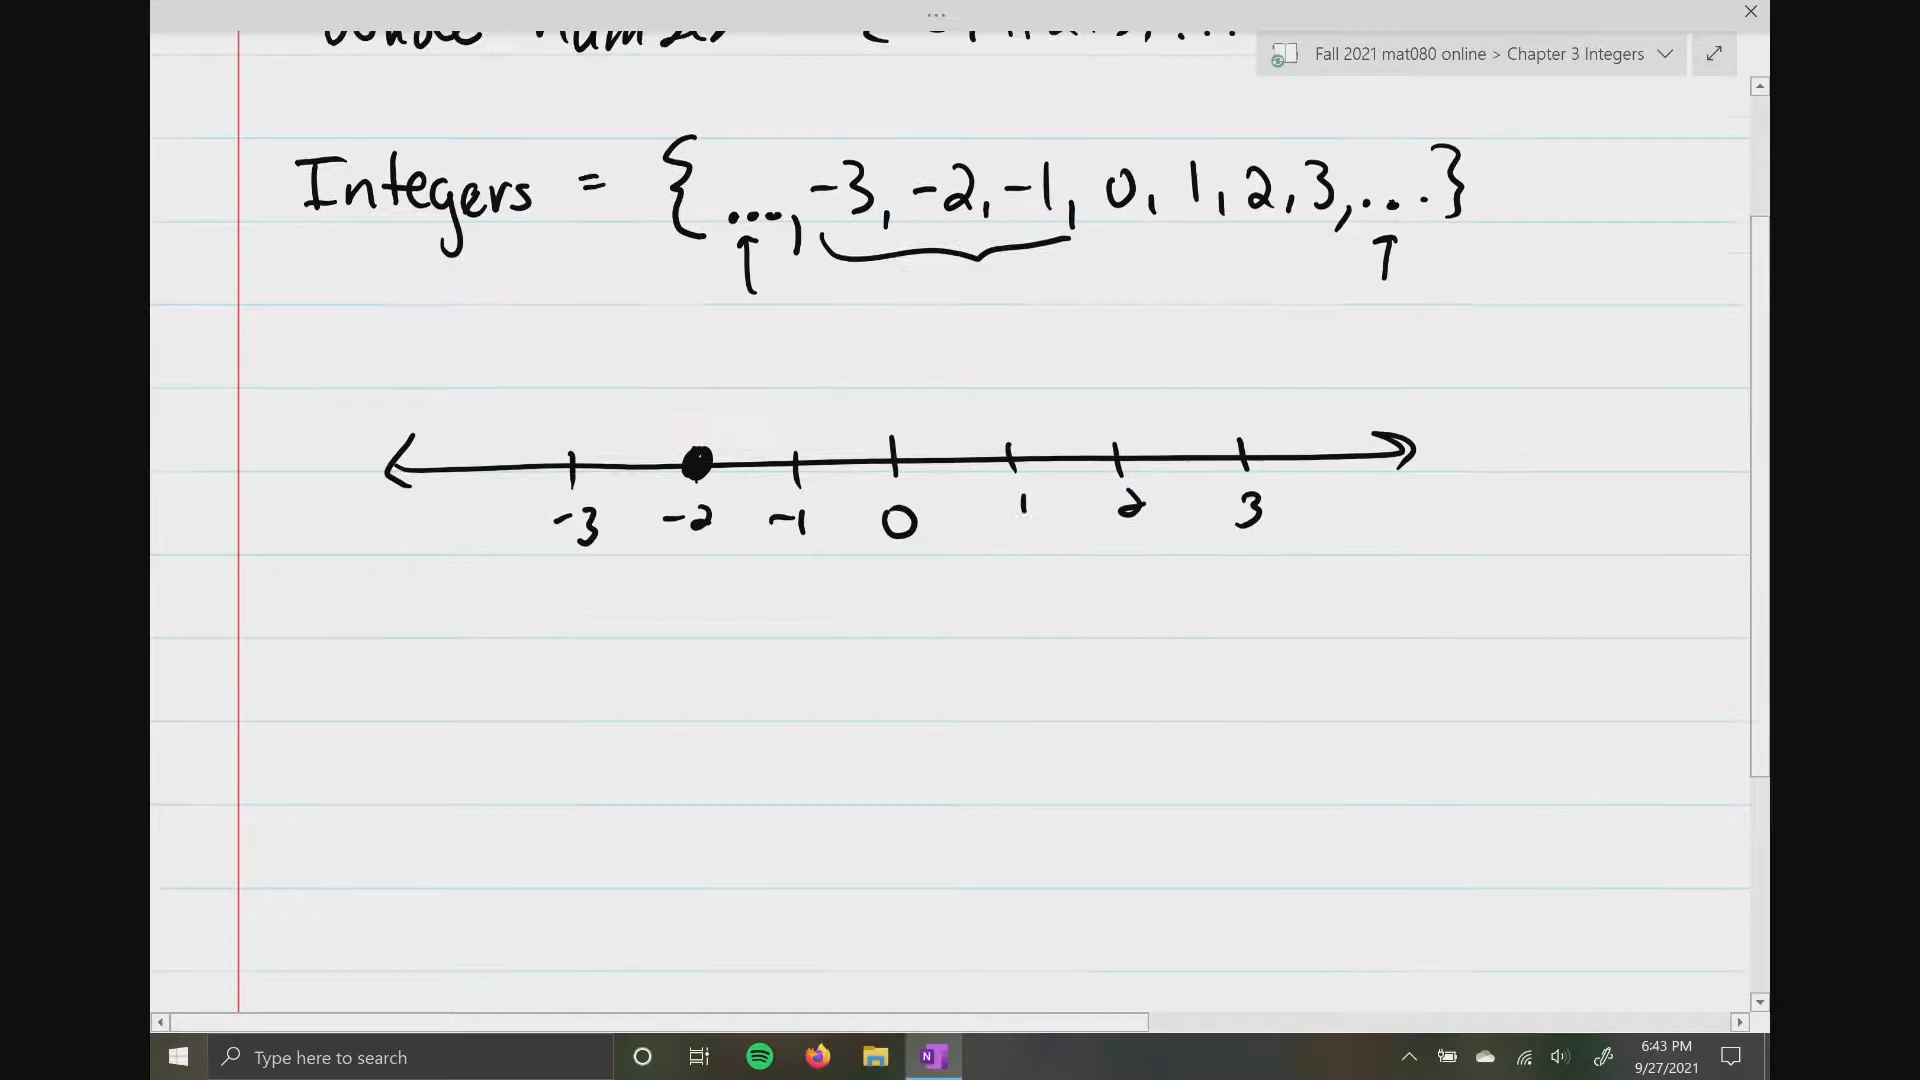 ...
Fall 2021 mat080 online > Chapter 3 Integers
Integers = { ..., -3, -2, -1, 0, 1, 2, 3, ... }
-3 -2 -1 0 1 2 3
Type here to search
6:43 PM
9/27/2021